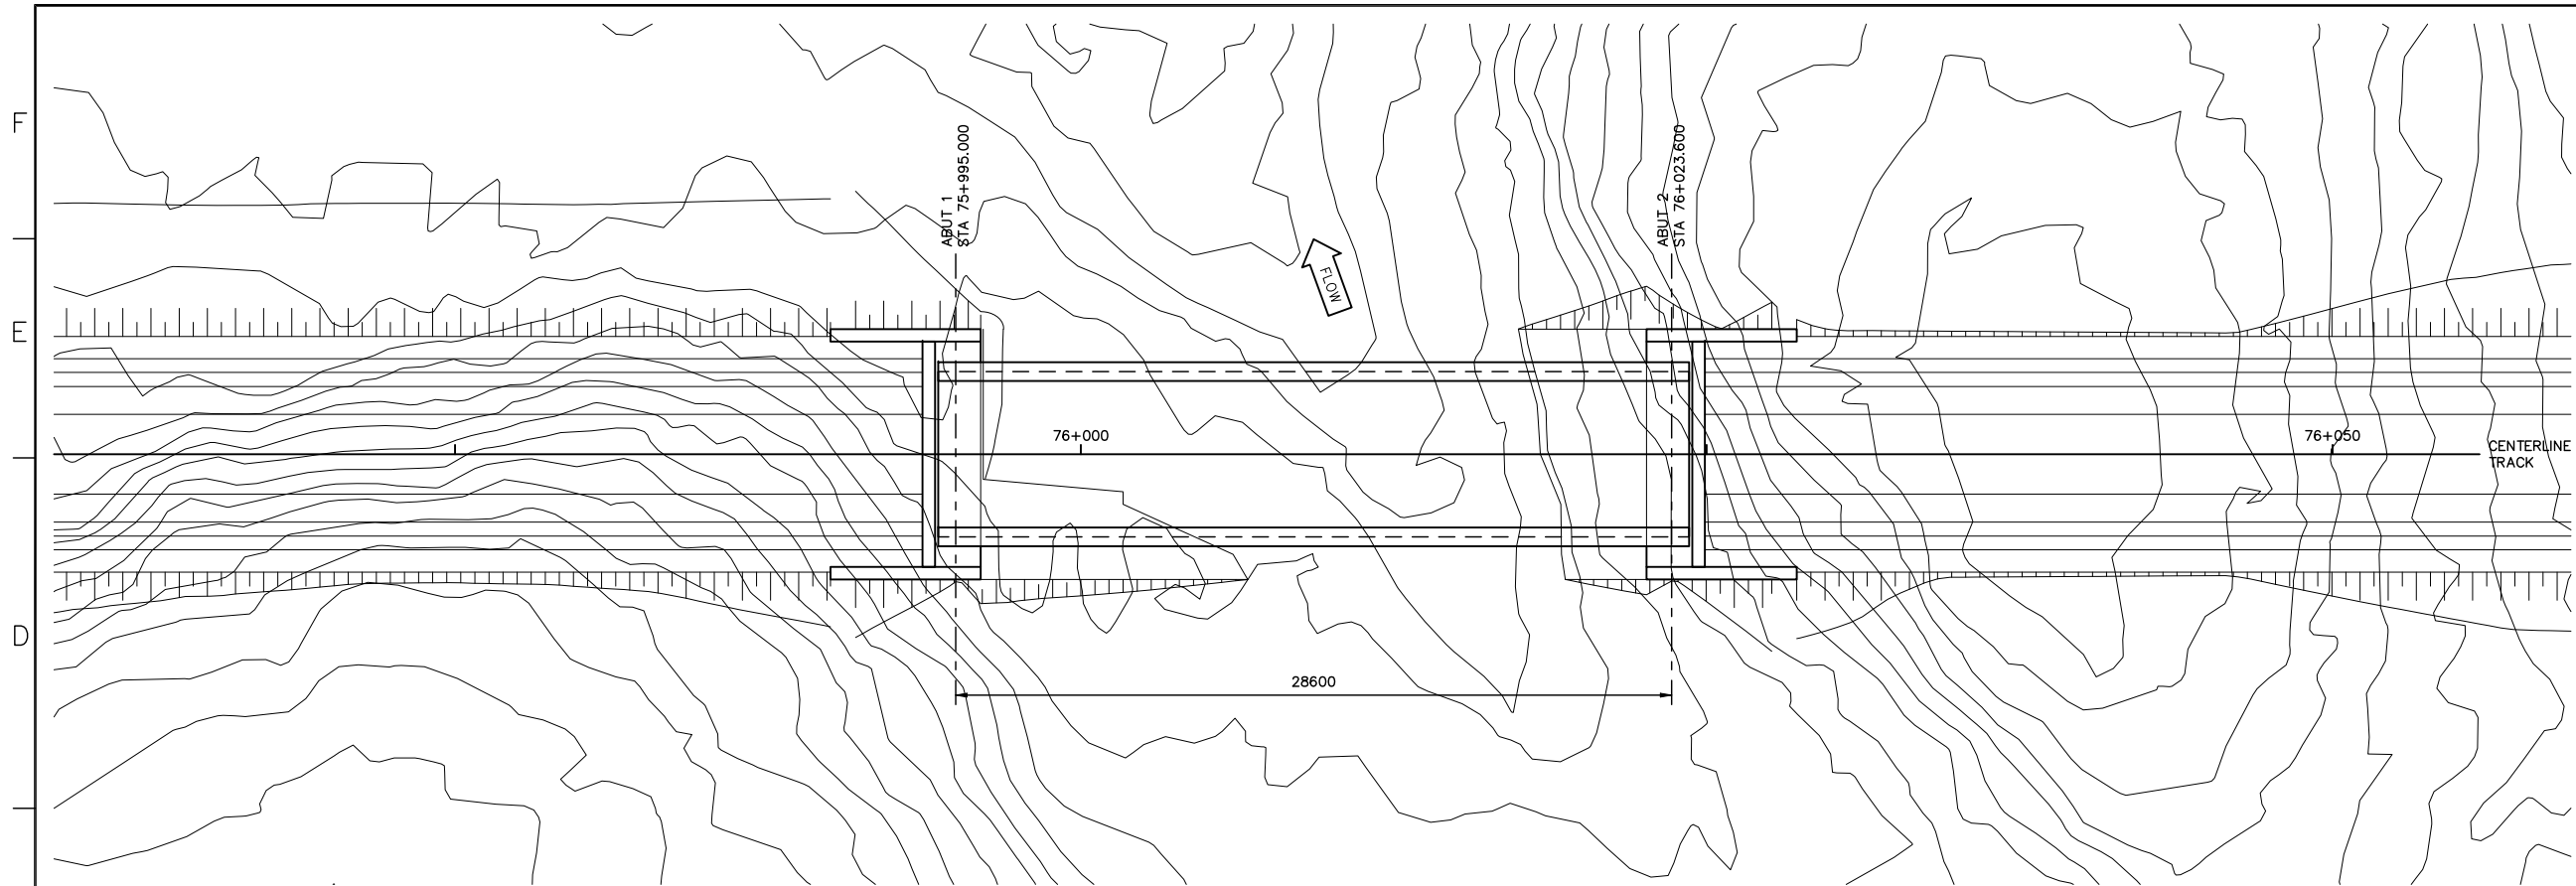 F
ABUT 1
STA 75+995.000
ABUT 2
STA 76+023.600
FLOW
E
76+000
76+050
CENTERLINE
TRACK
D
28600